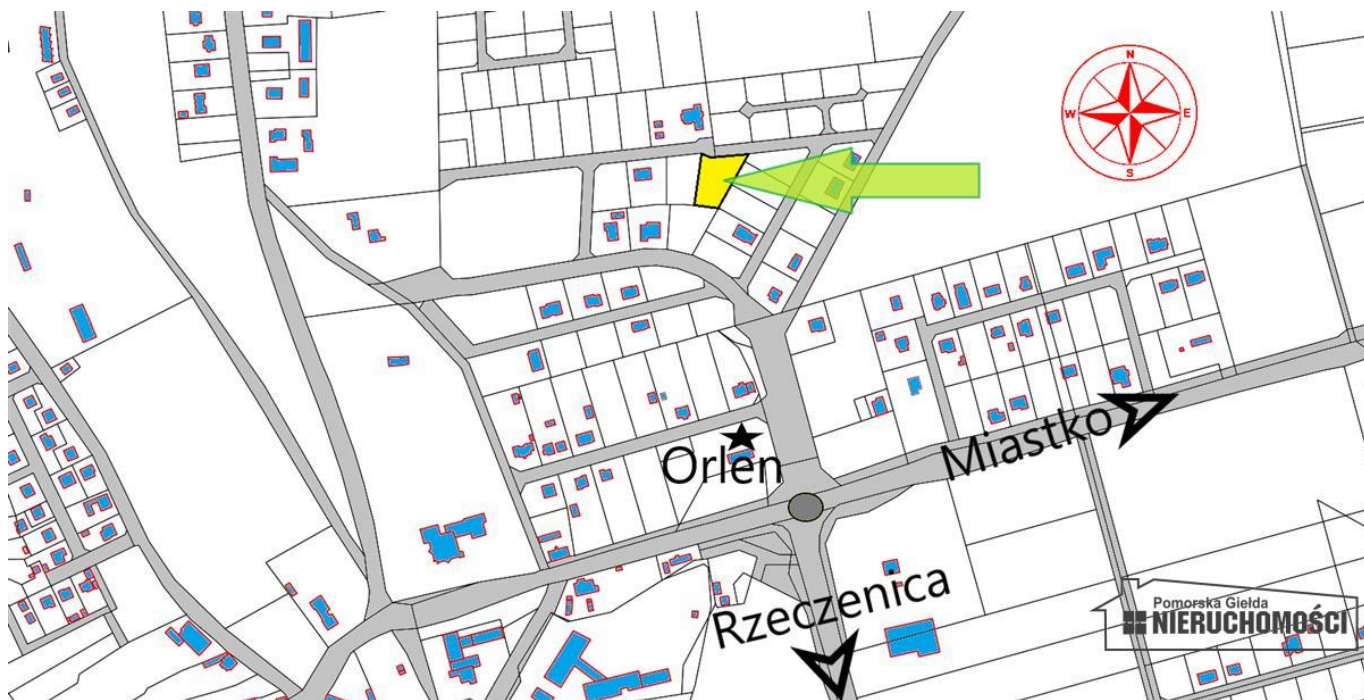 N
W
E
S
Orlen
Miastko
Rzeczenica
Pomorska Giełda
NIERUCHOMOŚCI